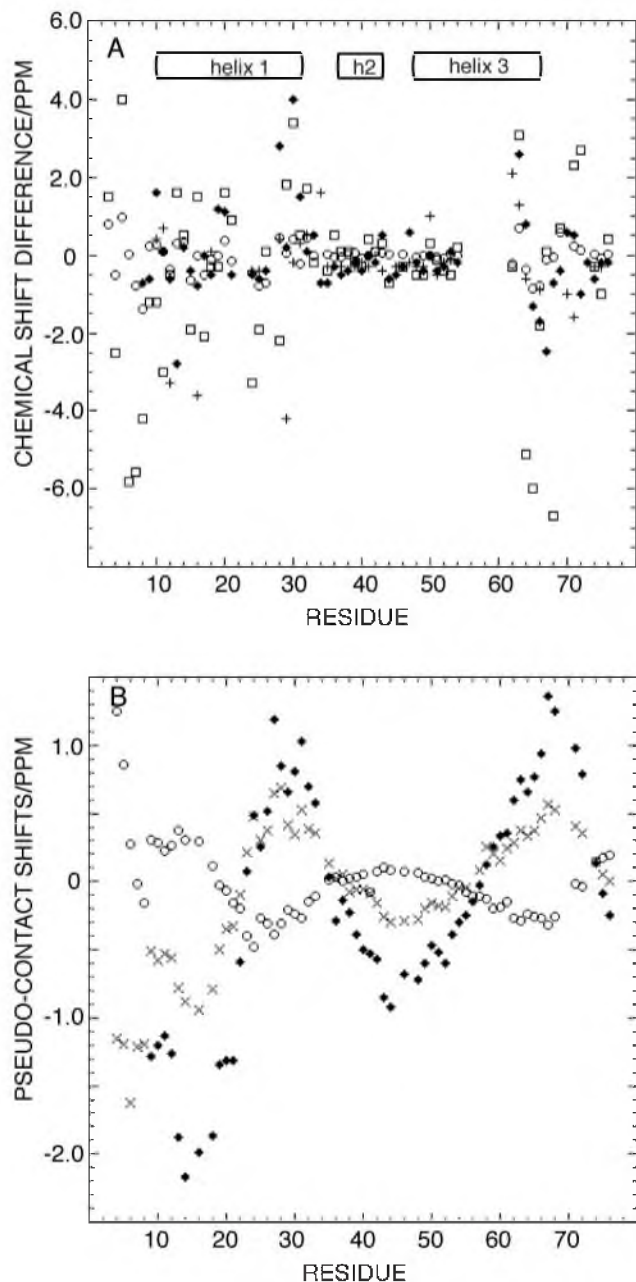 A
helix 1
h2
helix 3
CHEMICAL SHIFT DIFFERENCE/PPM
6.0
4.0
2.0
0
-2.0
-4.0
-6.0
10 20 30 40 50 60 70
RESIDUE
B
PSEUDO-CONTACT SHIFTS/PPM
1.0
0
-1.0
-2.0
10 20 30 40 50 60 70
RESIDUE